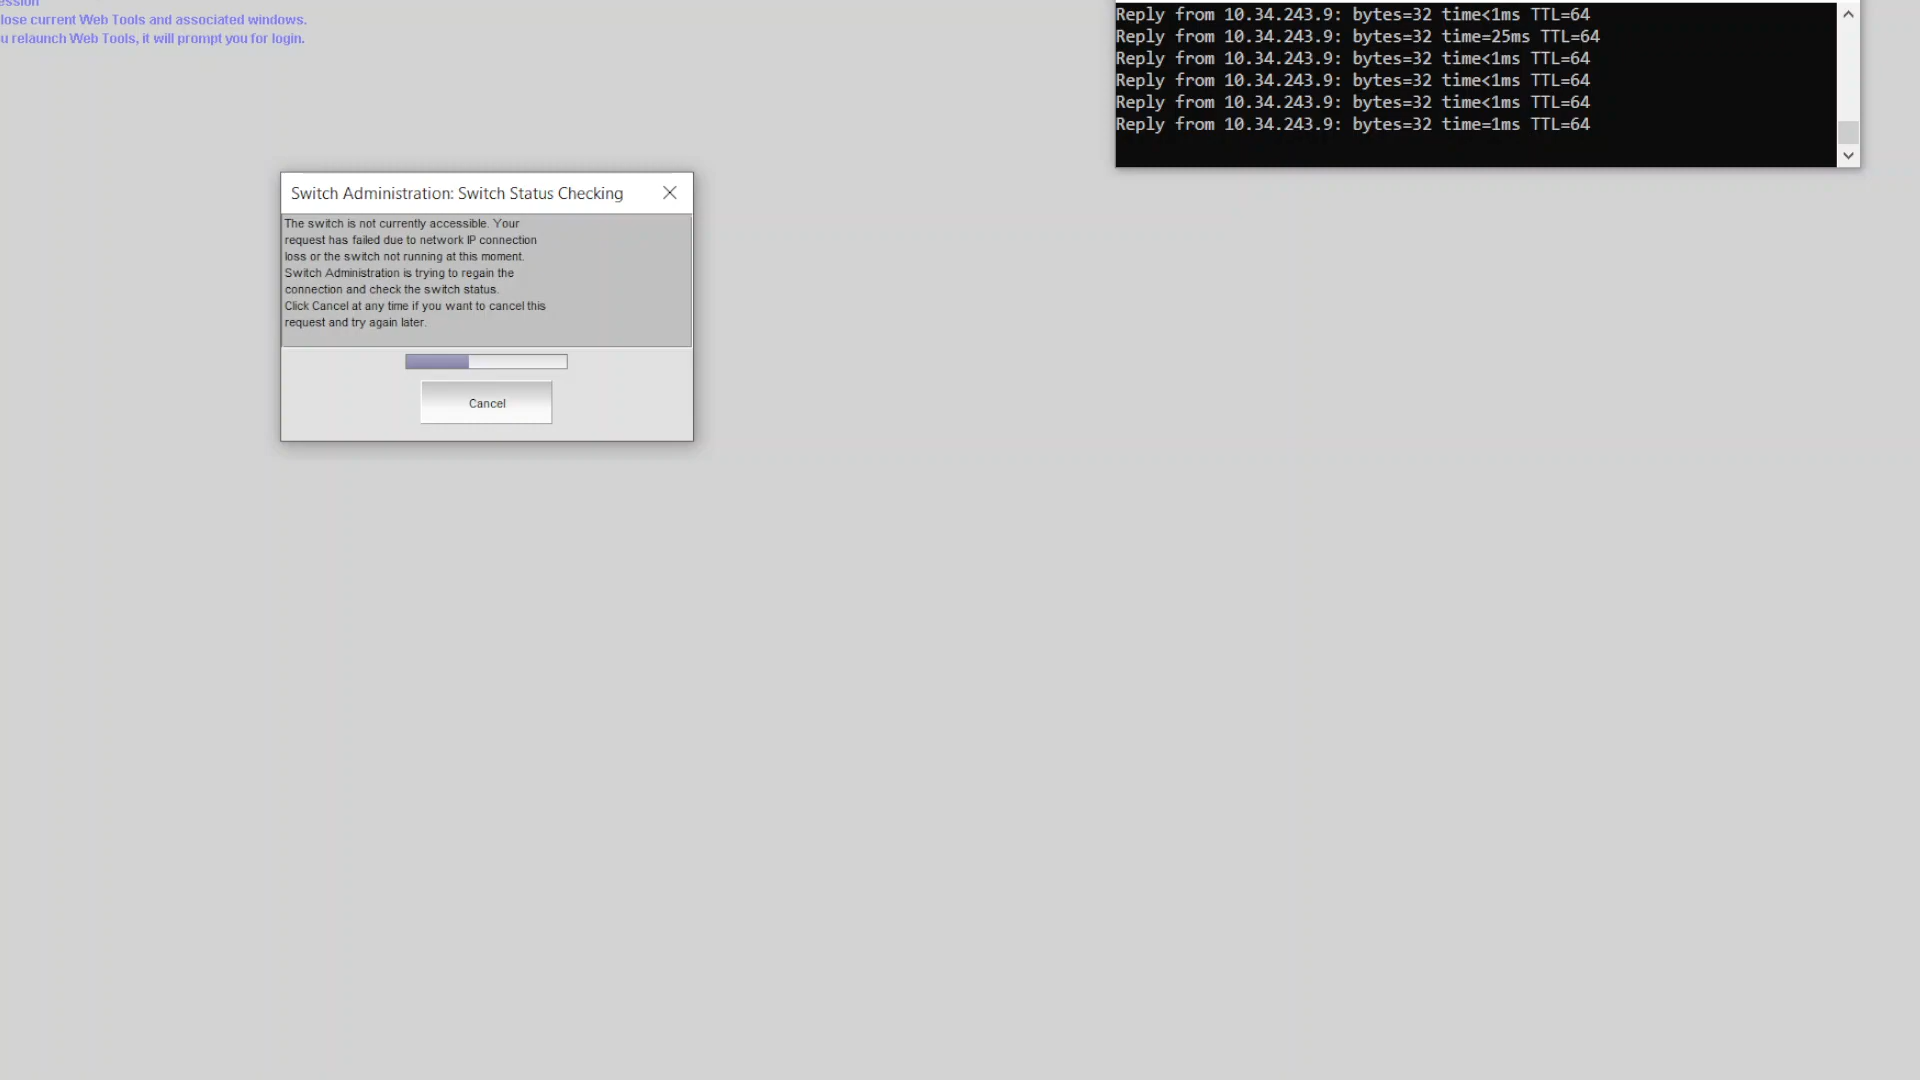 ession
lose current Web Tools and associated windows.
u relaunch Web Tools, it will prompt you for login.
Reply from 10.34.243.9: bytes=32 time<1ms TTL=64
Reply from 10.34.243.9: bytes=32 time=25ms TTL=64
Reply from 10.34.243.9: bytes=32 time<1ms TTL=64
Reply from 10.34.243.9: bytes=32 time<1ms TTL=64
Reply from 10.34.243.9: bytes=32 time<1ms TTL=64
Reply from 10.34.243.9: bytes=32 time=1ms TTL=64
Switch Administration: Switch Status Checking
The switch is not currently accessible. Your
request has failed due to network IP connection
loss or the switch not running at this moment.
Switch Administration is trying to regain the
connection and check the switch status.
Click Cancel at any time if you want to cancel this
request and try again later.
Cancel